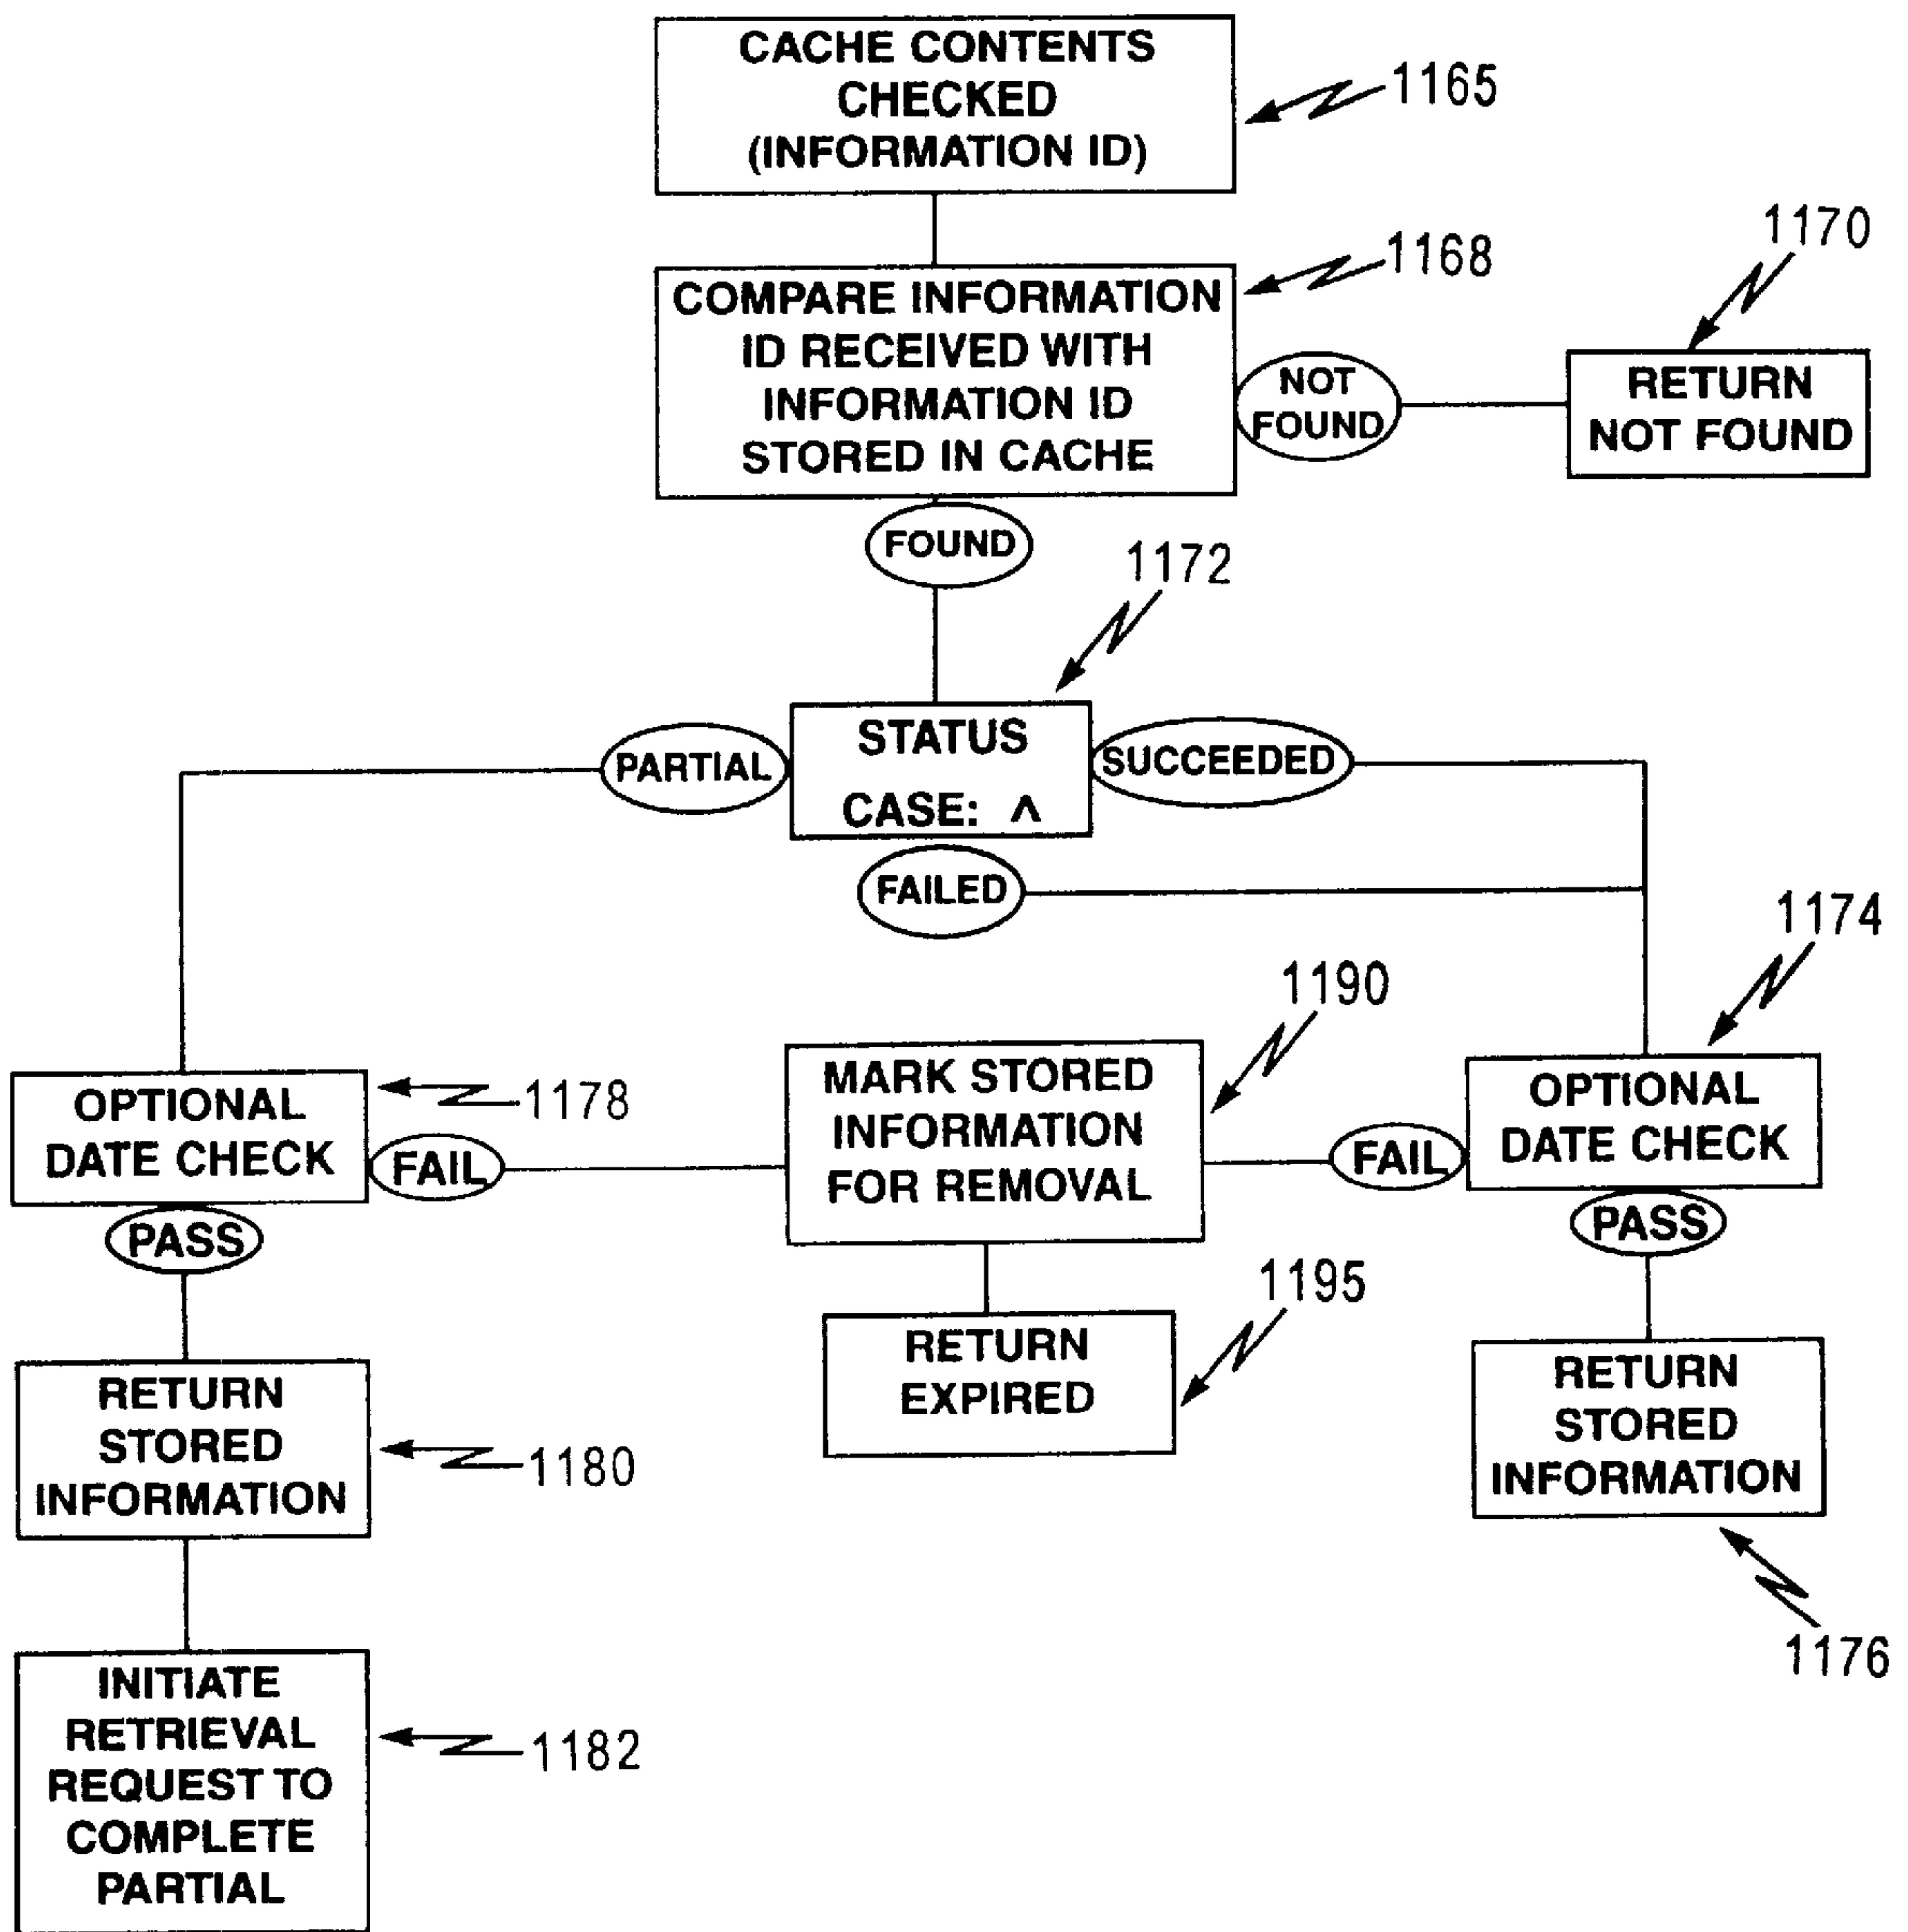 CACHE CONTENTS
CHECKED
(INFORMATION ID)
1165
COMPARE INFORMATION
ID RECEIVED WITH
INFORMATION ID
STORED IN CACHE
1168
NOT
FOUND
1170
RETURN
NOT FOUND
FOUND
1172
PARTIAL
STATUS
CASE: ∧
SUCCEEDED
FAILED
1174
1190
OPTIONAL
DATE CHECK
1178
FAIL
PASS
MARK STORED
INFORMATION
FOR REMOVAL
FAIL
OPTIONAL
DATE CHECK
PASS
1195
RETURN
STORED
INFORMATION
1180
RETURN
EXPIRED
RETURN
STORED
INFORMATION
1176
INITIATE
RETRIEVAL
REQUEST TO
COMPLETE
PARTIAL
1182